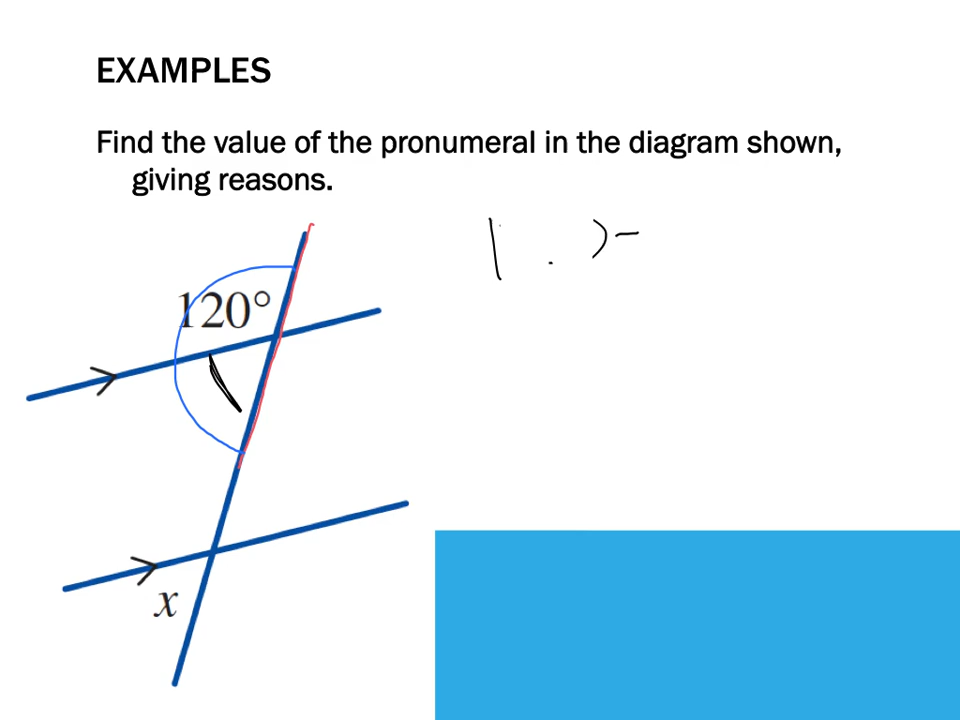 EXAMPLES
Find the value of the pronumeral in the diagram shown,
giving reasons.
120°
x